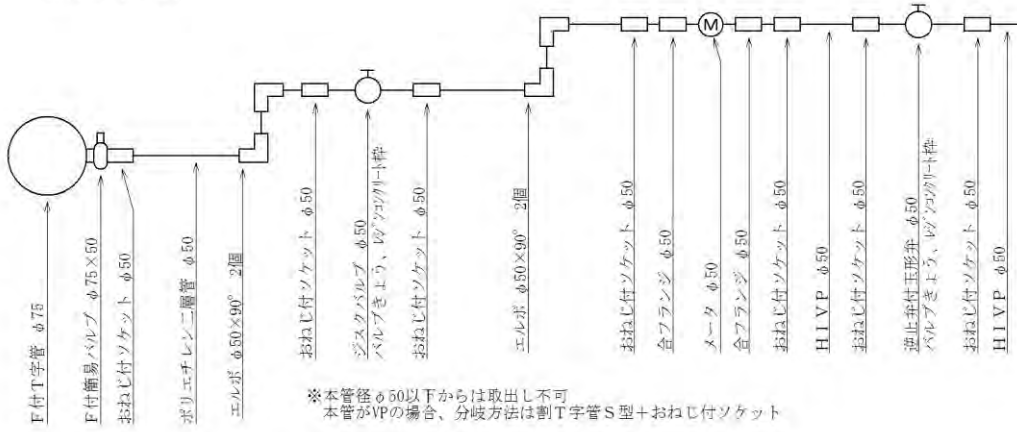 F付T字管 φ75
F付簡易バルブ φ75×50
おねじ付ソケット φ50
ポリエチレン二層管 φ50
エルボ φ50×90° 2個
おねじ付ソケット φ50
ジスクバルブ φ50
バルブきょう、レジンコンクリート枠
おねじ付ソケット φ50
エルボ φ50×90° 2個
おねじ付ソケット φ50
合フランジ φ50
M
メータ φ50
合フランジ φ50
おねじ付ソケット φ50
HIVP φ50
おねじ付ソケット φ50
逆止弁付玉形弁 φ50
バルブきょう、レジンコンクリート枠
おねじ付ソケット φ50
HIVP φ50
※本管径φ50以下からは取出し不可
本管がVPの場合、分岐方法は割T字管S型+おねじ付ソケット